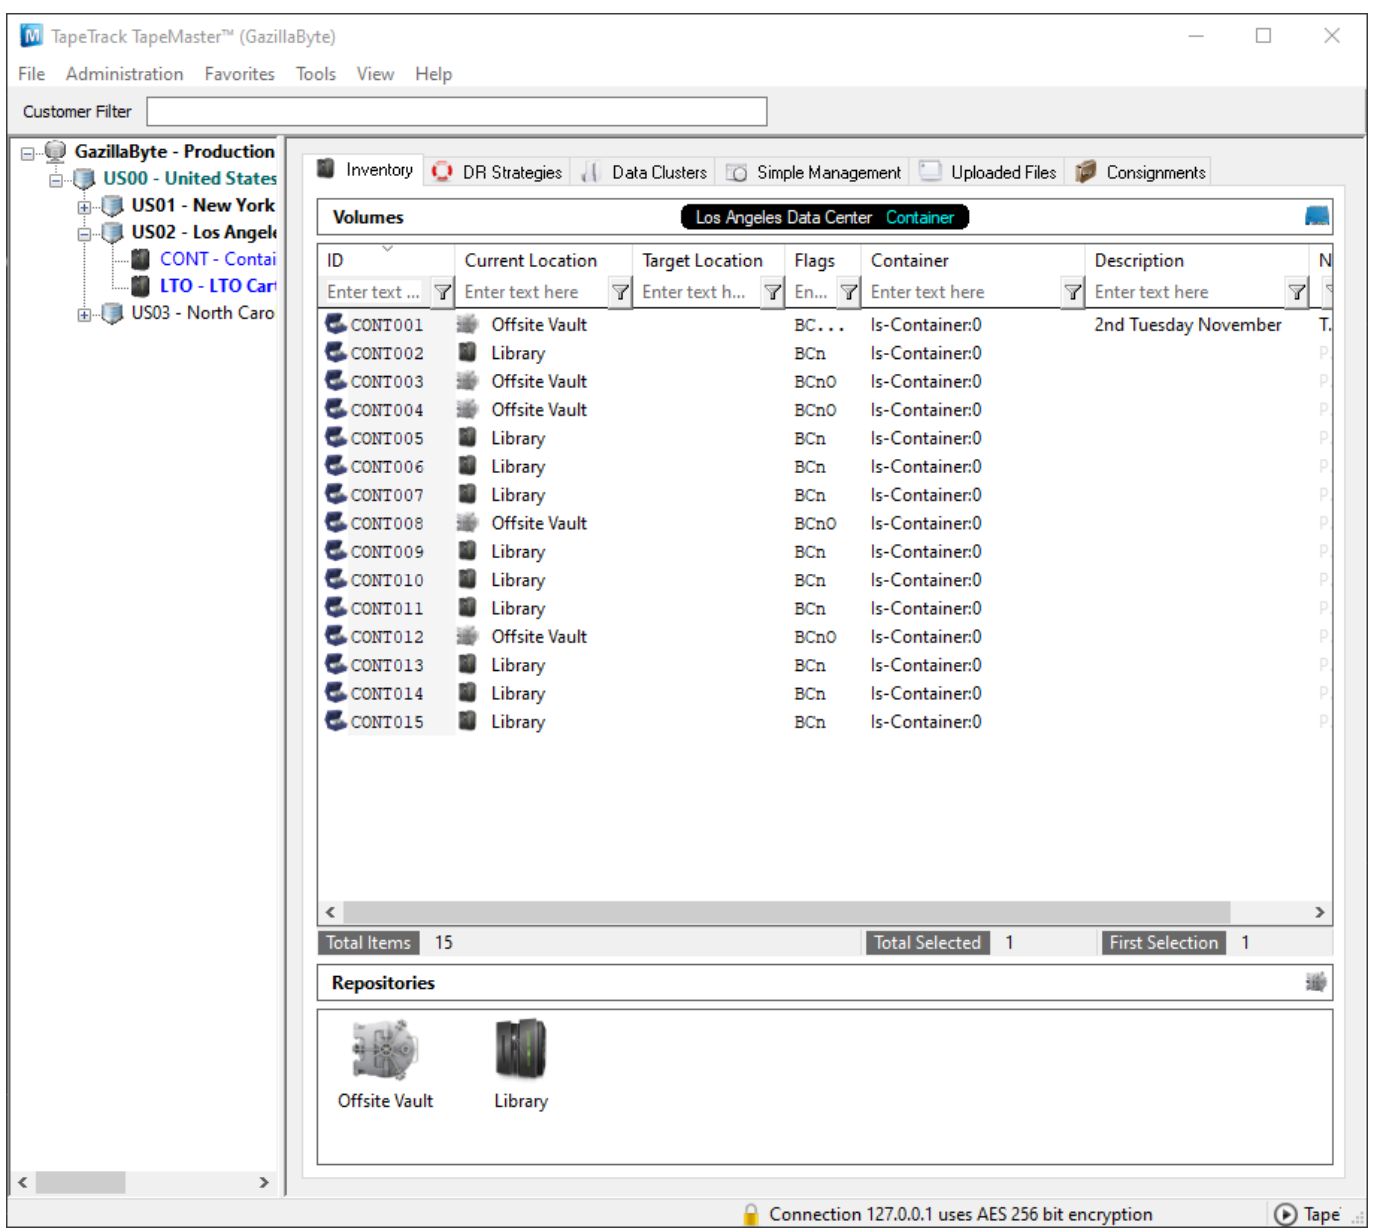 TapeTrack TapeMaster™ (GazillaByte)
File Administration Favorites Tools View Help
Customer Filter
GazillaByte - Production
US00 - United States
US01 - New York
US02 - Los Angele
CONT - Contai
LTO - LTO Cart
US03 - North Caro
Inventory DR Strategies Data Clusters Simple Management Uploaded Files Consignments
Volumes Los Angeles Data Center Container
ID Current Location Target Location Flags Container Description N
Enter text ... Enter text here Enter text h... En... Enter text here Enter text here
CONT001 Offsite Vault BC... Is-Container:0 2nd Tuesday November T.
CONT002 Library BCn Is-Container:0 P.
CONT003 Offsite Vault BCnO Is-Container:0 P.
CONT004 Offsite Vault BCnO Is-Container:0 P.
CONT005 Library BCn Is-Container:0 P.
CONT006 Library BCn Is-Container:0 P.
CONT007 Library BCn Is-Container:0 P.
CONT008 Offsite Vault BCnO Is-Container:0 P.
CONT009 Library BCn Is-Container:0 P.
CONT010 Library BCn Is-Container:0 P.
CONT011 Library BCn Is-Container:0 P.
CONT012 Offsite Vault BCnO Is-Container:0 P.
CONT013 Library BCn Is-Container:0 P.
CONT014 Library BCn Is-Container:0 P.
CONT015 Library BCn Is-Container:0 P.
Total Items 15 Total Selected 1 First Selection 1
Repositories
Offsite Vault Library
Connection 127.0.0.1 uses AES 256 bit encryption Tape